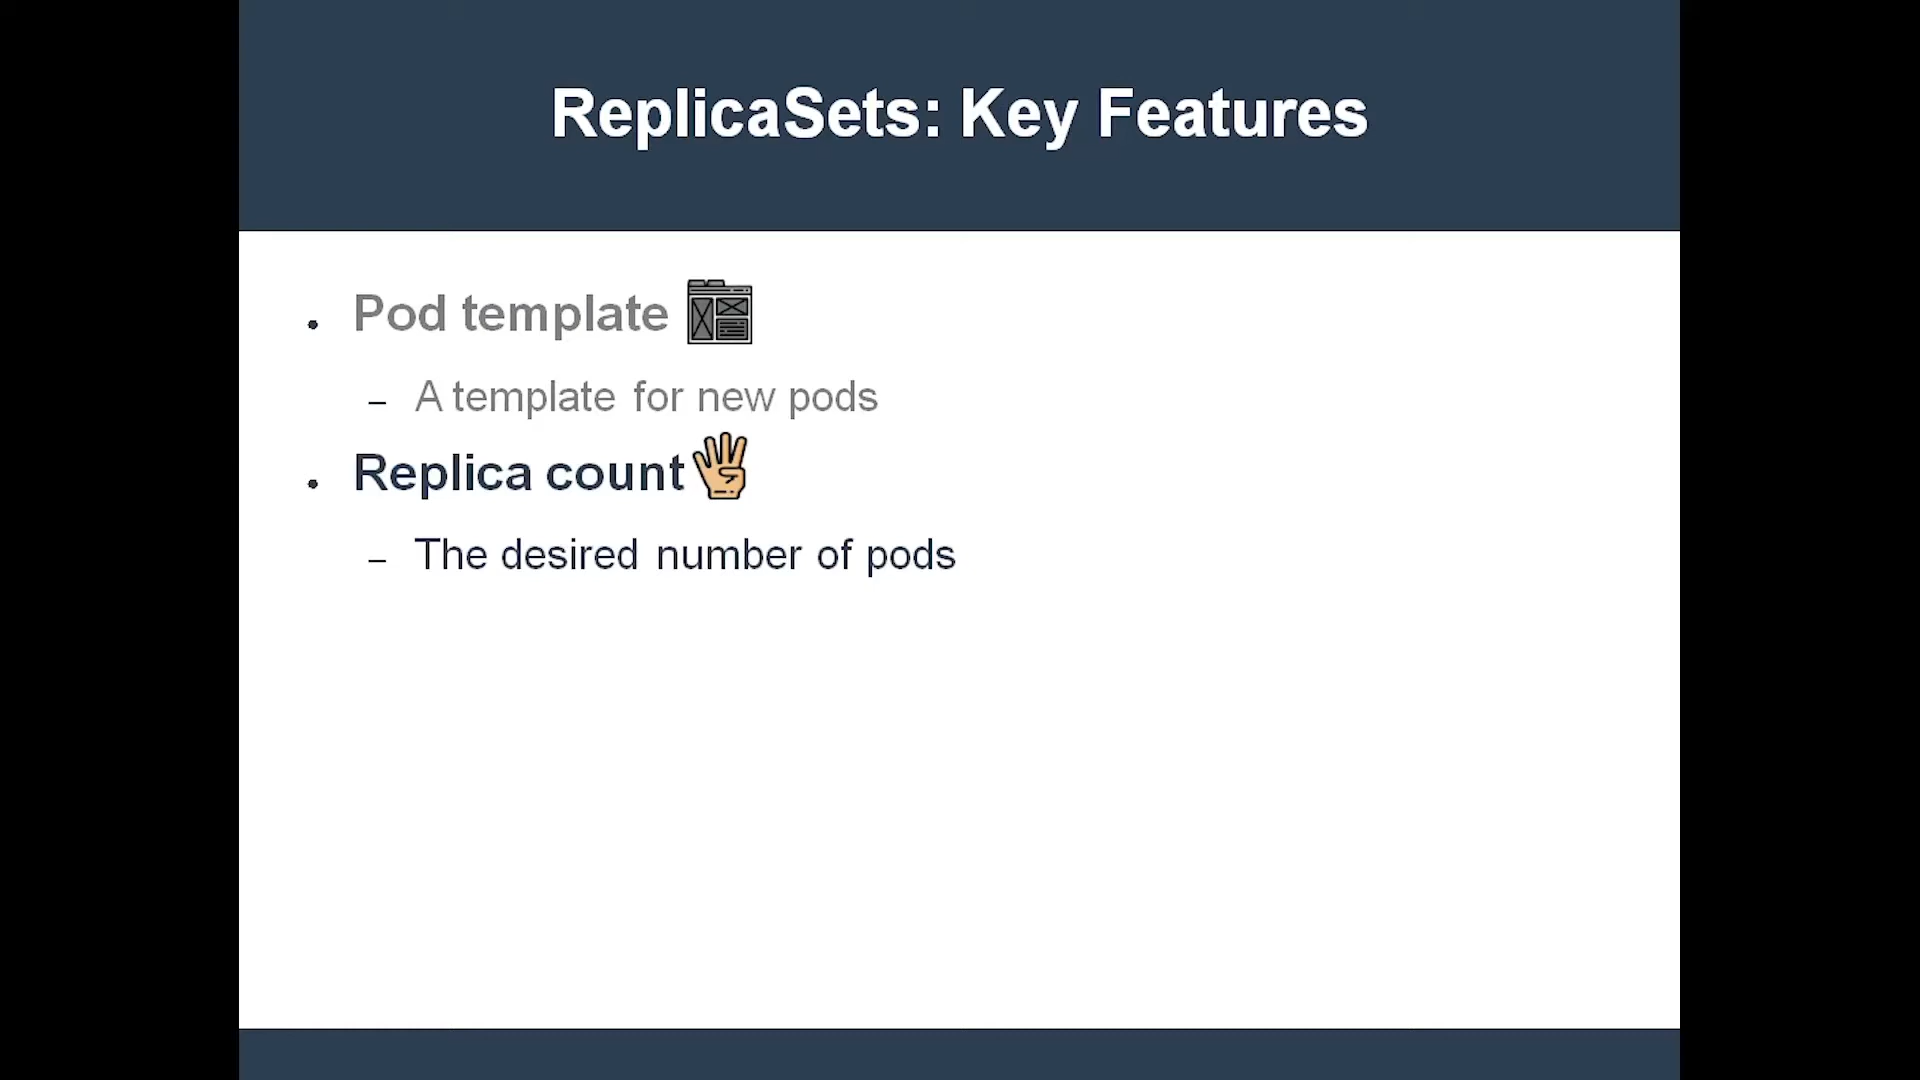 ReplicaSets: Key Features
• Pod template
– A template for new pods
• Replica count
– The desired number of pods